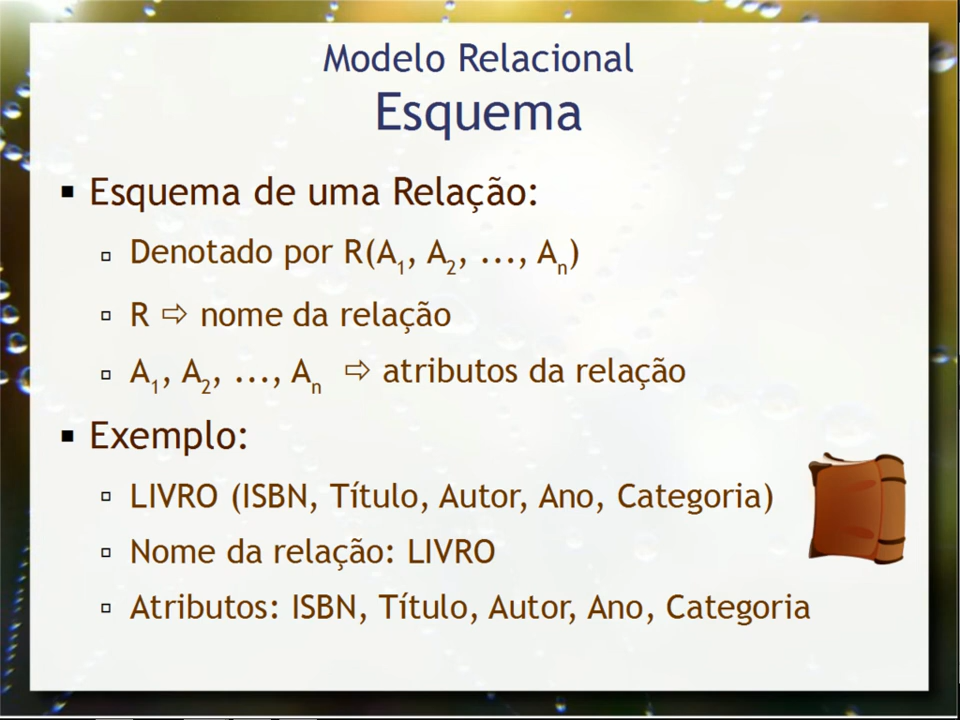 Modelo Relacional
Esquema
▪ Esquema de uma Relação:
▫ Denotado por R(A₁, A₂, ..., Aₙ)
▫ R ⇨ nome da relação
▫ A₁, A₂, ..., Aₙ ⇨ atributos da relação
▪ Exemplo:
▫ LIVRO (ISBN, Título, Autor, Ano, Categoria)
▫ Nome da relação: LIVRO
▫ Atributos: ISBN, Título, Autor, Ano, Categoria